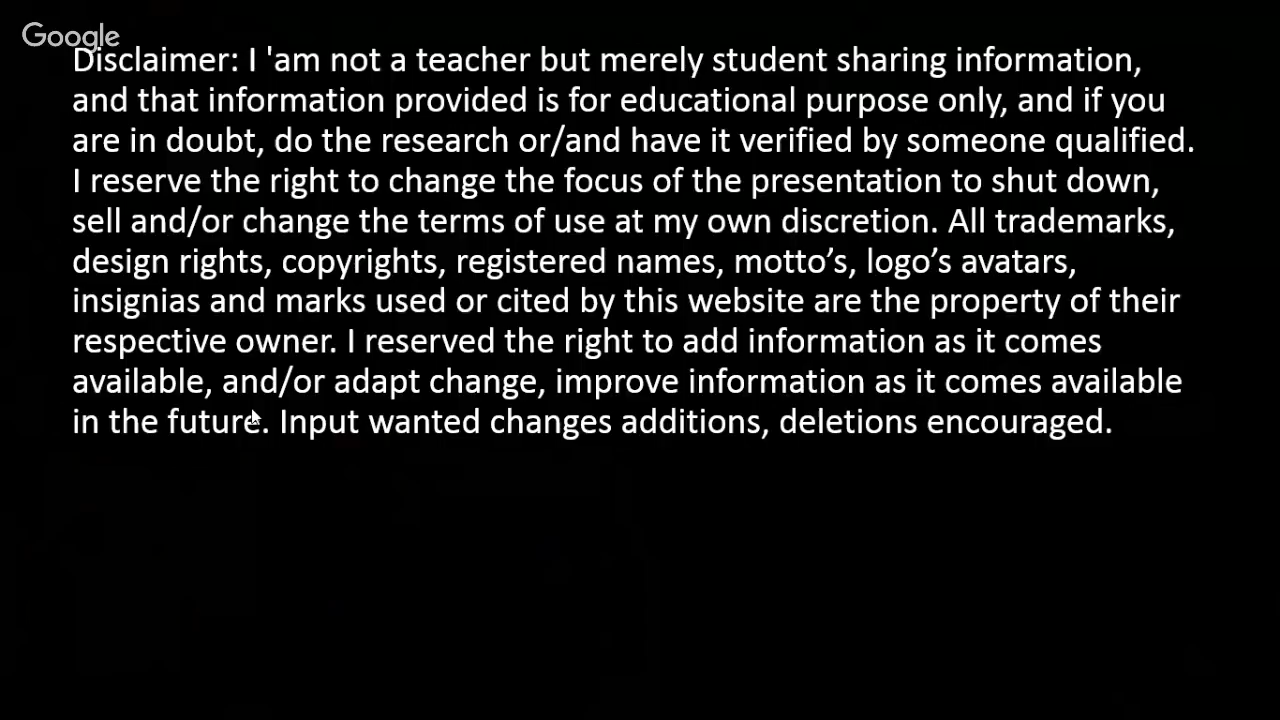 Google
Disclaimer: I 'am not a teacher but merely student sharing information,
and that information provided is for educational purpose only, and if you
are in doubt, do the research or/and have it verified by someone qualified.
I reserve the right to change the focus of the presentation to shut down,
sell and/or change the terms of use at my own discretion. All trademarks,
design rights, copyrights, registered names, motto’s, logo’s avatars,
insignias and marks used or cited by this website are the property of their
respective owner. I reserved the right to add information as it comes
available, and/or adapt change, improve information as it comes available
in the future. Input wanted changes additions, deletions encouraged.